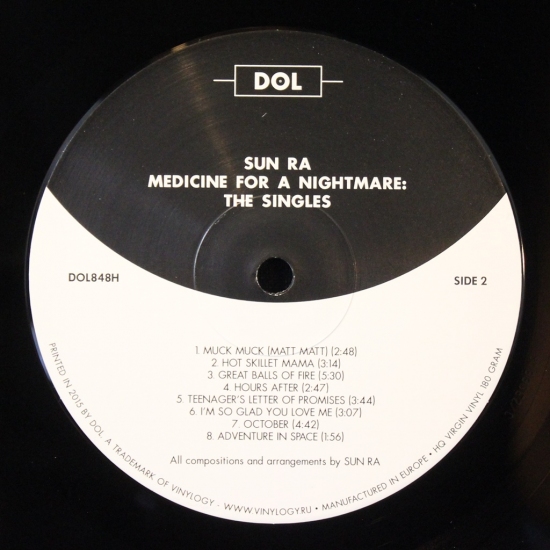 DOL
SUN RA
MEDICINE FOR A NIGHTMARE:
THE SINGLES
DOL848H
SIDE 2
1. MUCK MUCK (MATT MATT) (2:48)
2. HOT SKILLET MAMA (3:14)
3. GREAT BALLS OF FIRE (5:30)
4. HOURS AFTER (2:47)
5. TEENAGER'S LETTER OF PROMISES (3:44)
6. I'M SO GLAD YOU LOVE ME (3:07)
7. OCTOBER (4:42)
8. ADVENTURE IN SPACE (1:56)
All compositions and arrangements by SUN RA
PRINTED IN 2015 BY DOL. A TRADEMARK OF VINYLOGY - WWW.VINYLOGY.RU • MANUFACTURED IN EUROPE • HQ VIRGIN VINYL 180 GRAM